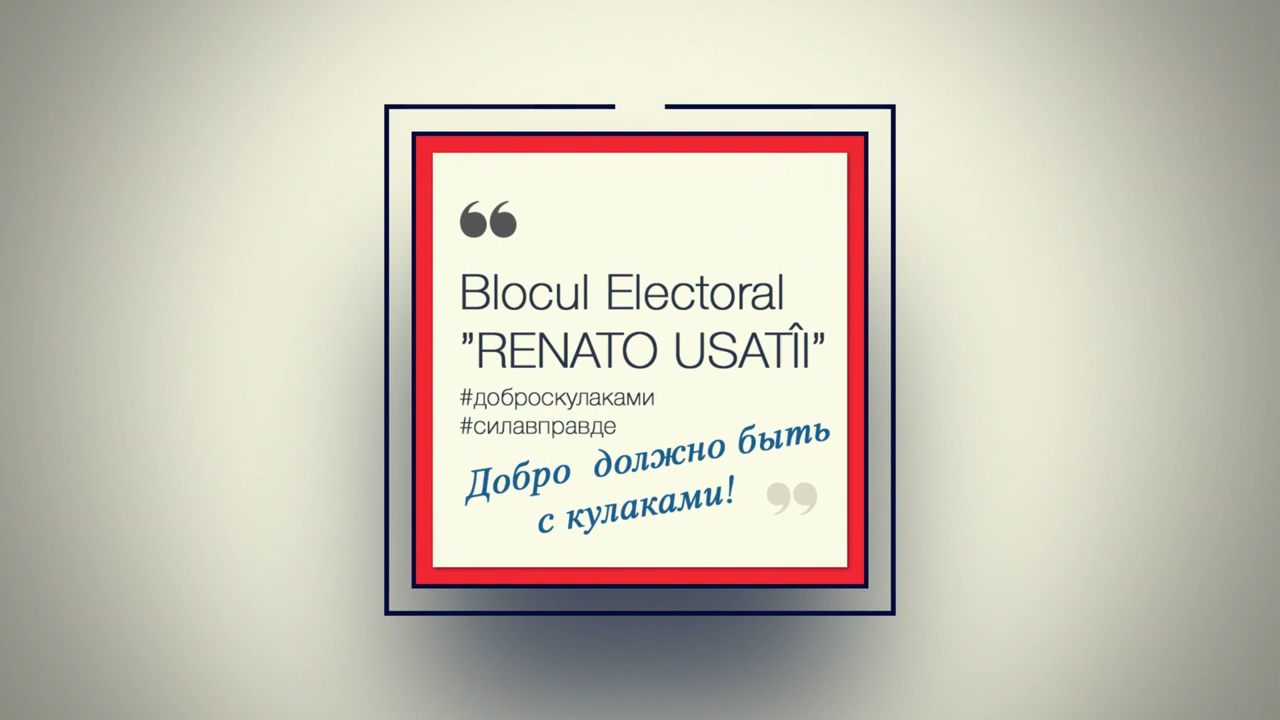 Blocul Electoral
”RENATO USATÎI”
#доброскулаками
#силавправде
Добро должно быть
с кулаками!